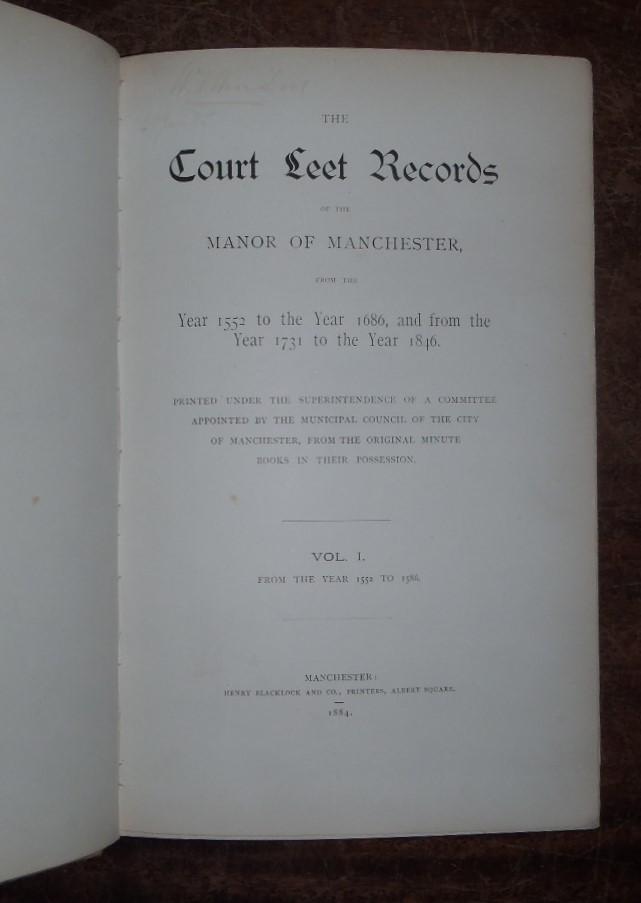 THE
Court Leet Records
OF THE
MANOR OF MANCHESTER,
FROM THE
Year 1552 to the Year 1686, and from the
Year 1731 to the Year 1846.
PRINTED UNDER THE SUPERINTENDENCE OF A COMMITTEE
APPOINTED BY THE MUNICIPAL COUNCIL OF THE CITY
OF MANCHESTER, FROM THE ORIGINAL MINUTE
BOOKS IN THEIR POSSESSION.
VOL. I.
FROM THE YEAR 1552 TO 1586.
MANCHESTER:
HENRY BLACKLOCK AND CO., PRINTERS, ALBERT SQUARE.
1884.